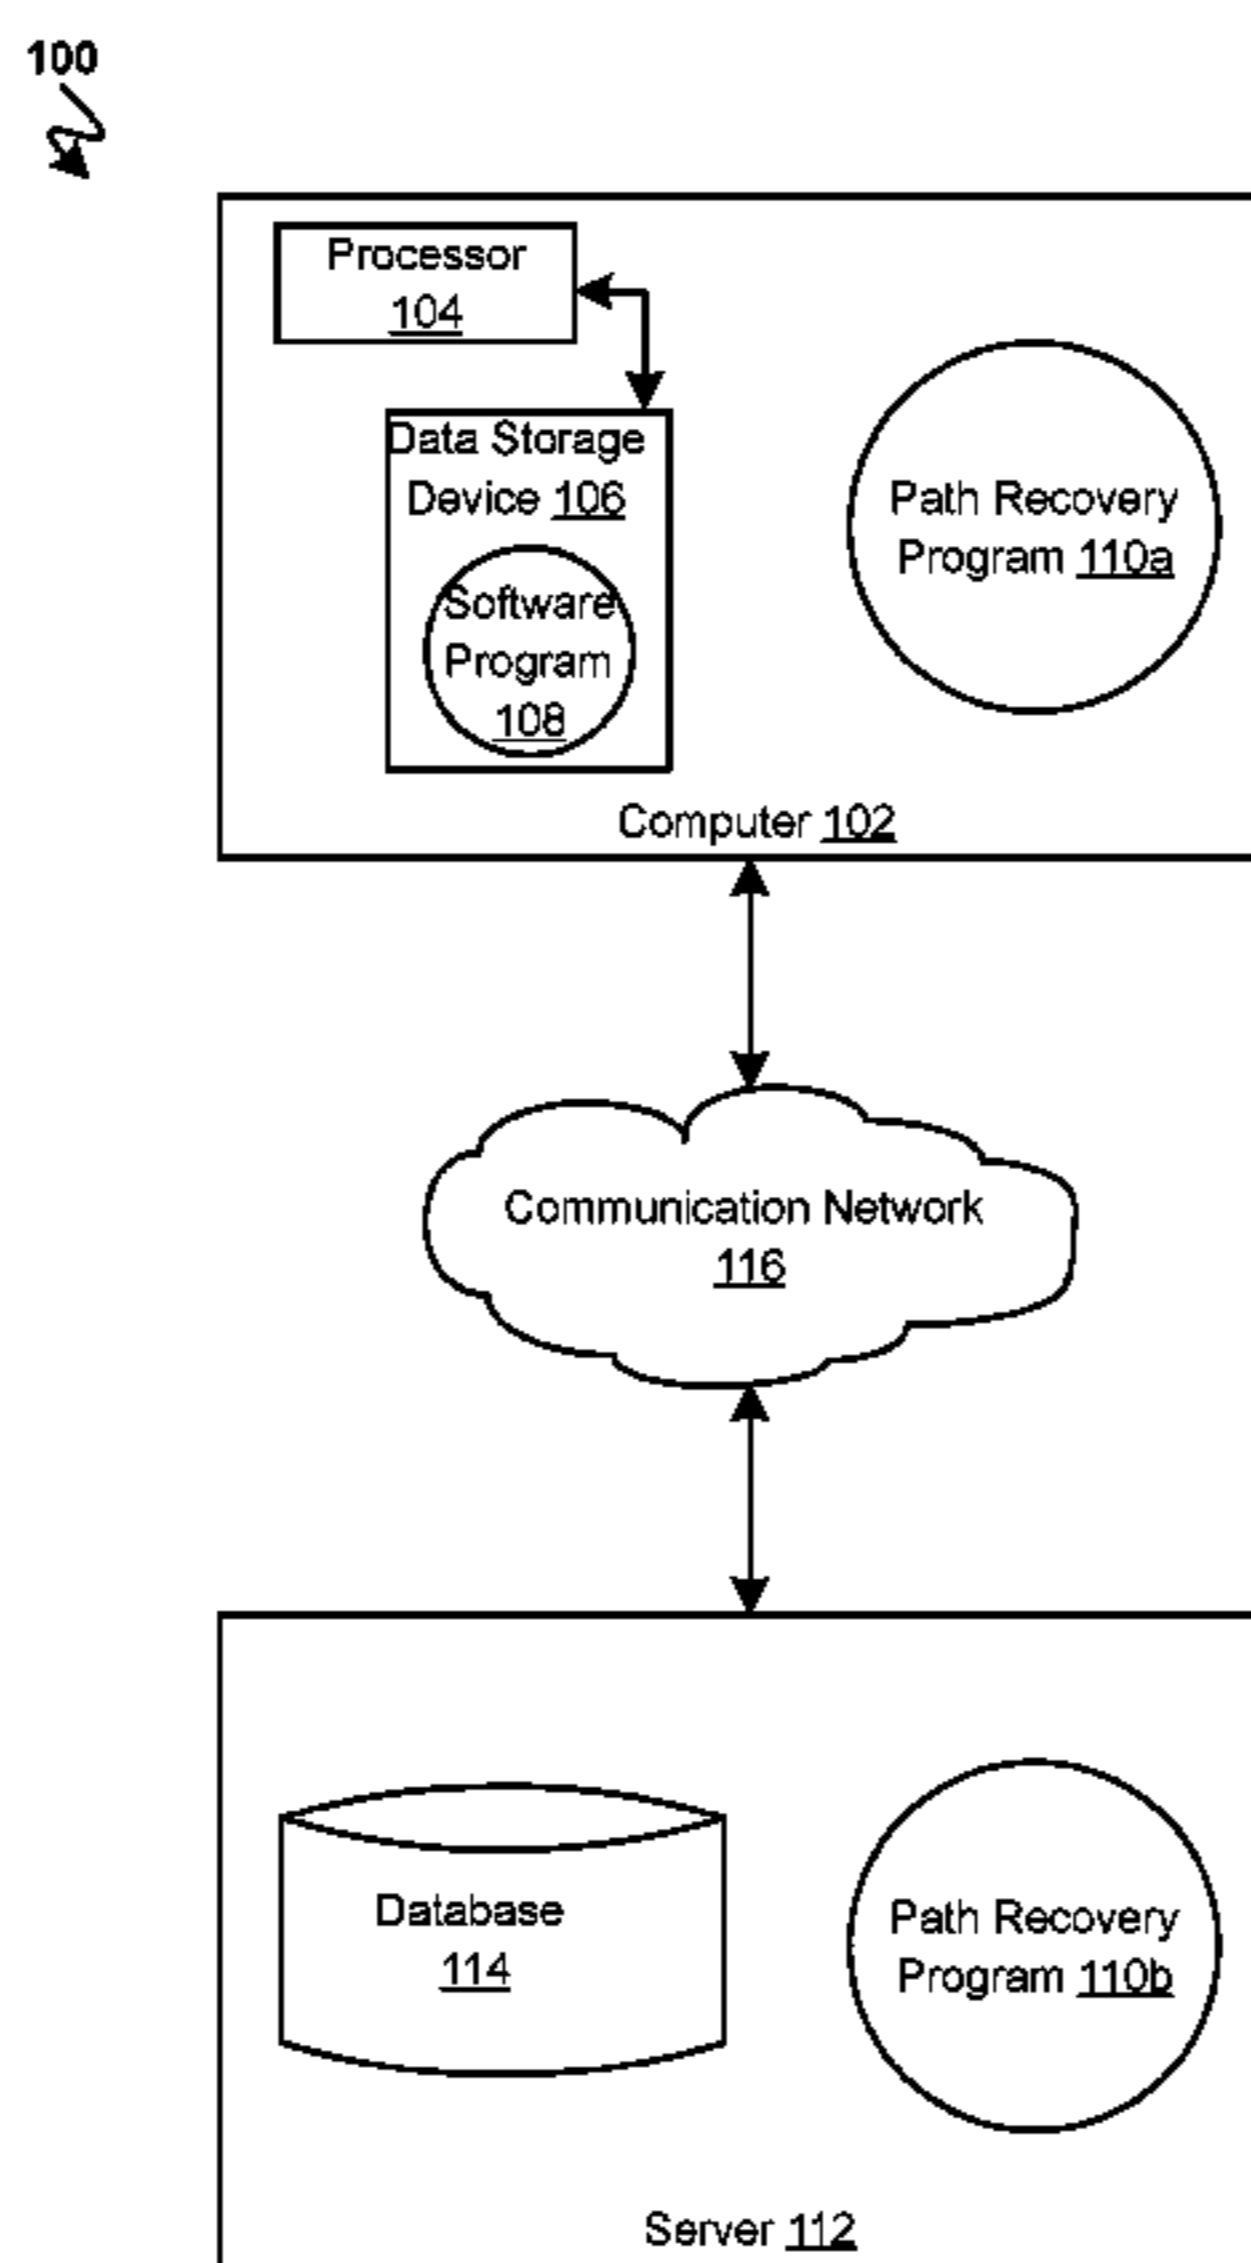 100
Processor
104
Data Storage
Device 106
Software
Program
108
Path Recovery
Program 110a
Computer 102
Communication Network
116
Database
114
Path Recovery
Program 110b
Server 112